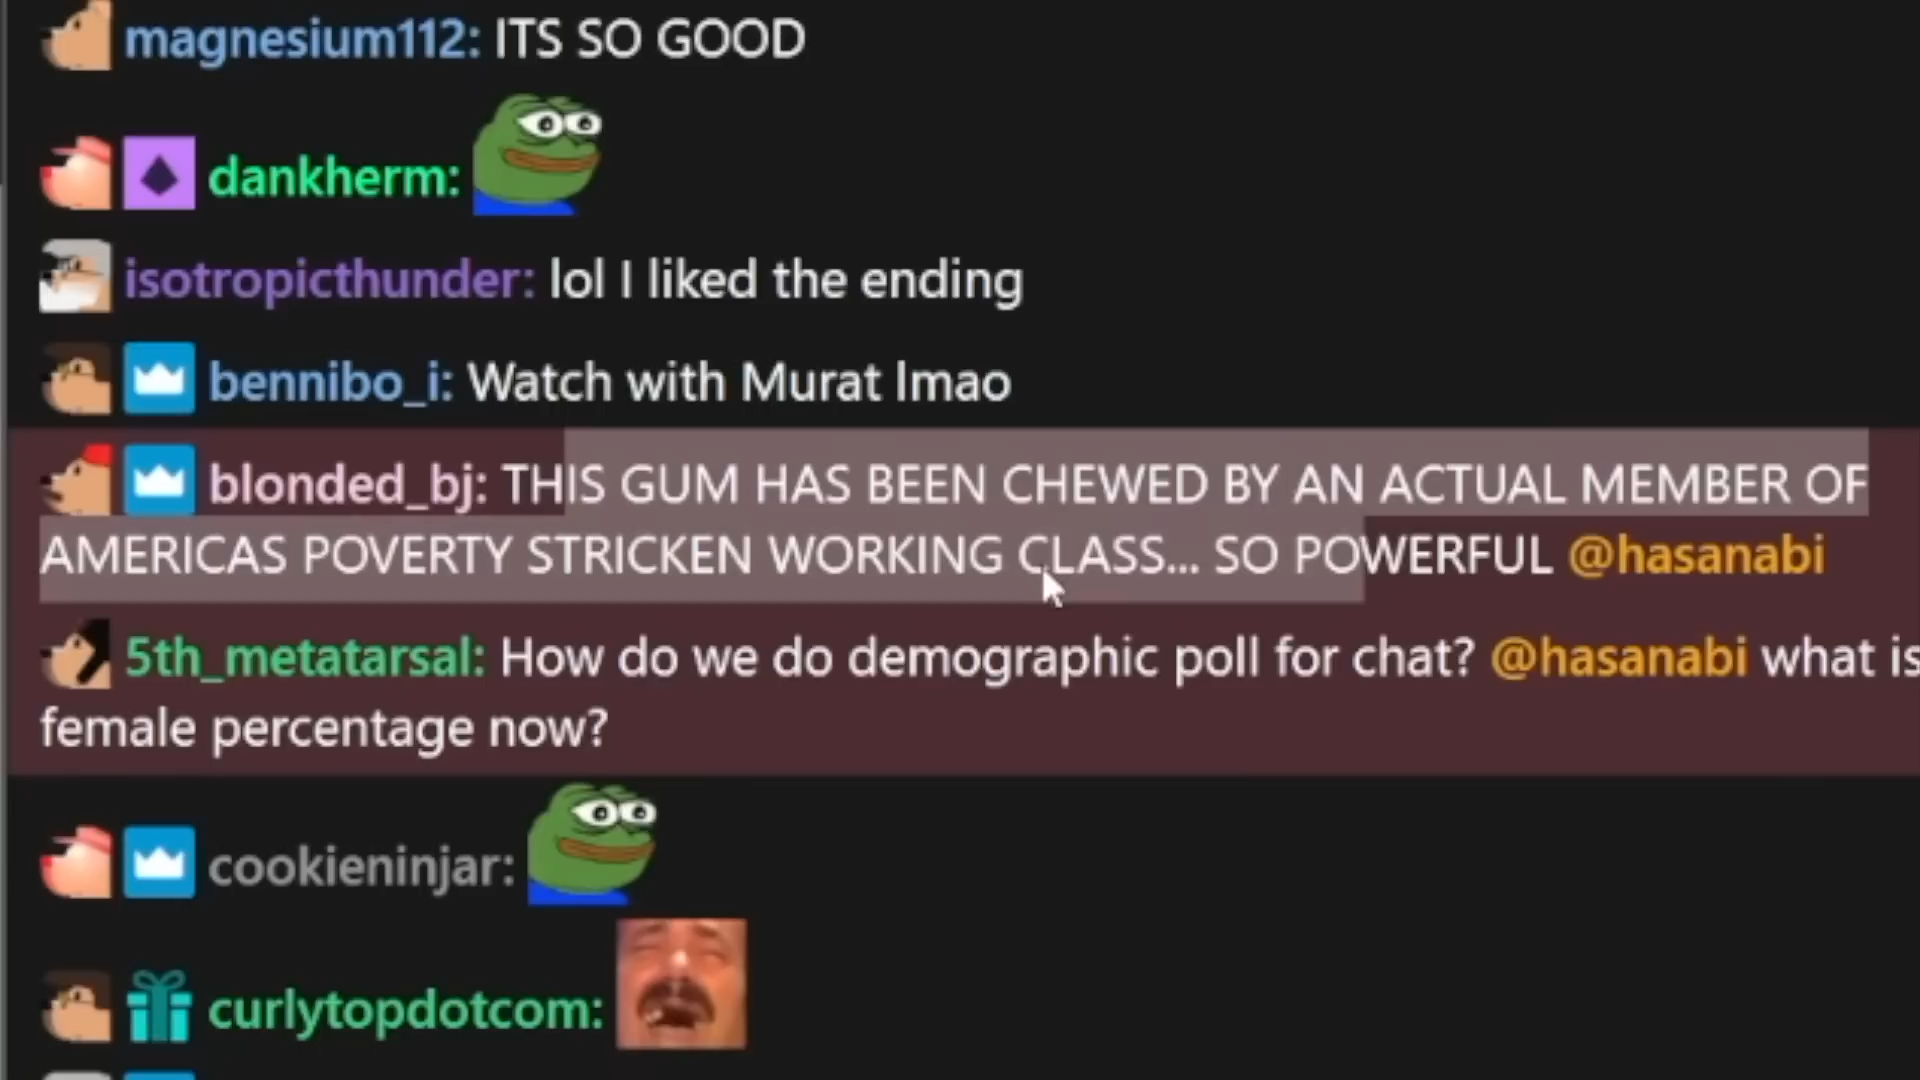 magnesium112: ITS SO GOOD
dankherm:
isotropicthunder: lol I liked the ending
bennibo_i: Watch with Murat lmao
blonded_bj: THIS GUM HAS BEEN CHEWED BY AN ACTUAL MEMBER OF
AMERICAS POVERTY STRICKEN WORKING CLASS... SO POWERFUL @hasanabi
5th_metatarsal: How do we do demographic poll for chat? @hasanabi what is
female percentage now?
cookieninjar:
curlytopdotcom: